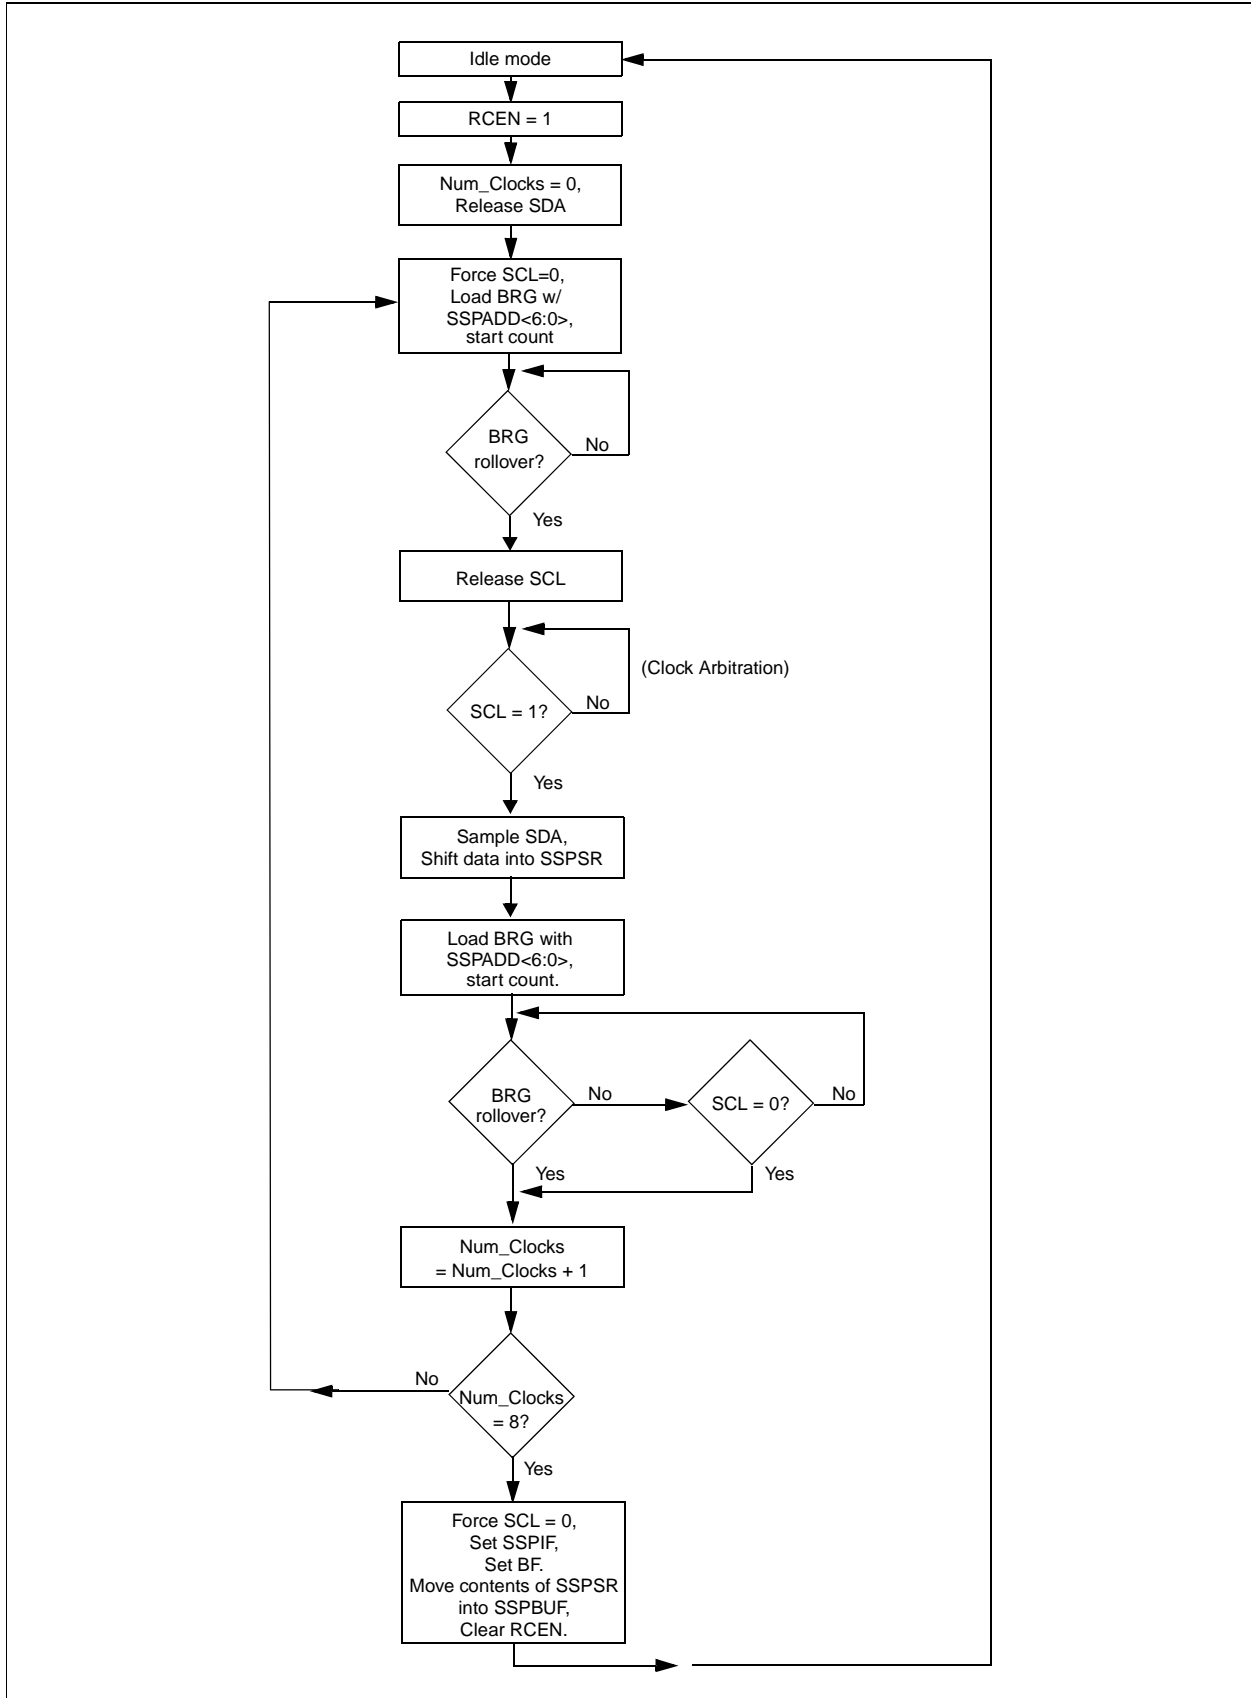 Idle mode
RCEN = 1
Num_Clocks = 0,
Release SDA
Force SCL=0,
Load BRG w/
SSPADD<6:0>,
start count
BRG
rollover?
No
Yes
Release SCL
(Clock Arbitration)
SCL = 1?
No
Yes
Sample SDA,
Shift data into SSPSR
Load BRG with
SSPADD<6:0>,
start count.
BRG
rollover?
No
SCL = 0?
No
Yes
Yes
Num_Clocks
= Num_Clocks + 1
No
Num_Clocks
= 8?
Yes
Force SCL = 0,
Set SSPIF,
Set BF.
Move contents of SSPSR
into SSPBUF,
Clear RCEN.